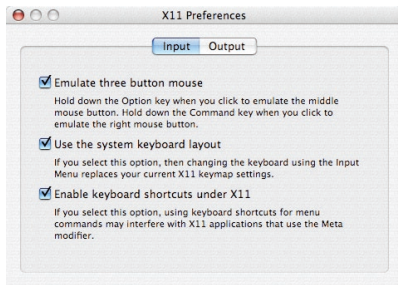 X11 Preferences
Input Output
Emulate three button mouse
Hold down the Option key when you click to emulate the middle
mouse button. Hold down the Command key when you click to
emulate the right mouse button.
Use the system keyboard layout
If you select this option, then changing the keyboard using the Input
Menu replaces your current X11 keymap settings.
Enable keyboard shortcuts under X11
If you select this option, using keyboard shortcuts for menu
commands may interfere with X11 applications that use the Meta
modifier.